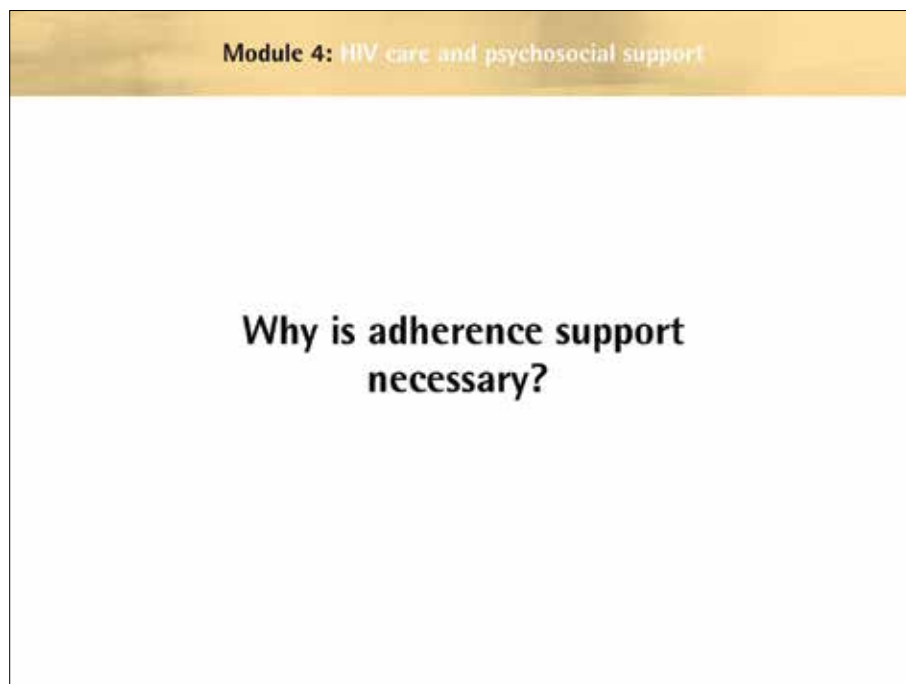 Module 4: HIV care and psychosocial support
Why is adherence support
necessary?